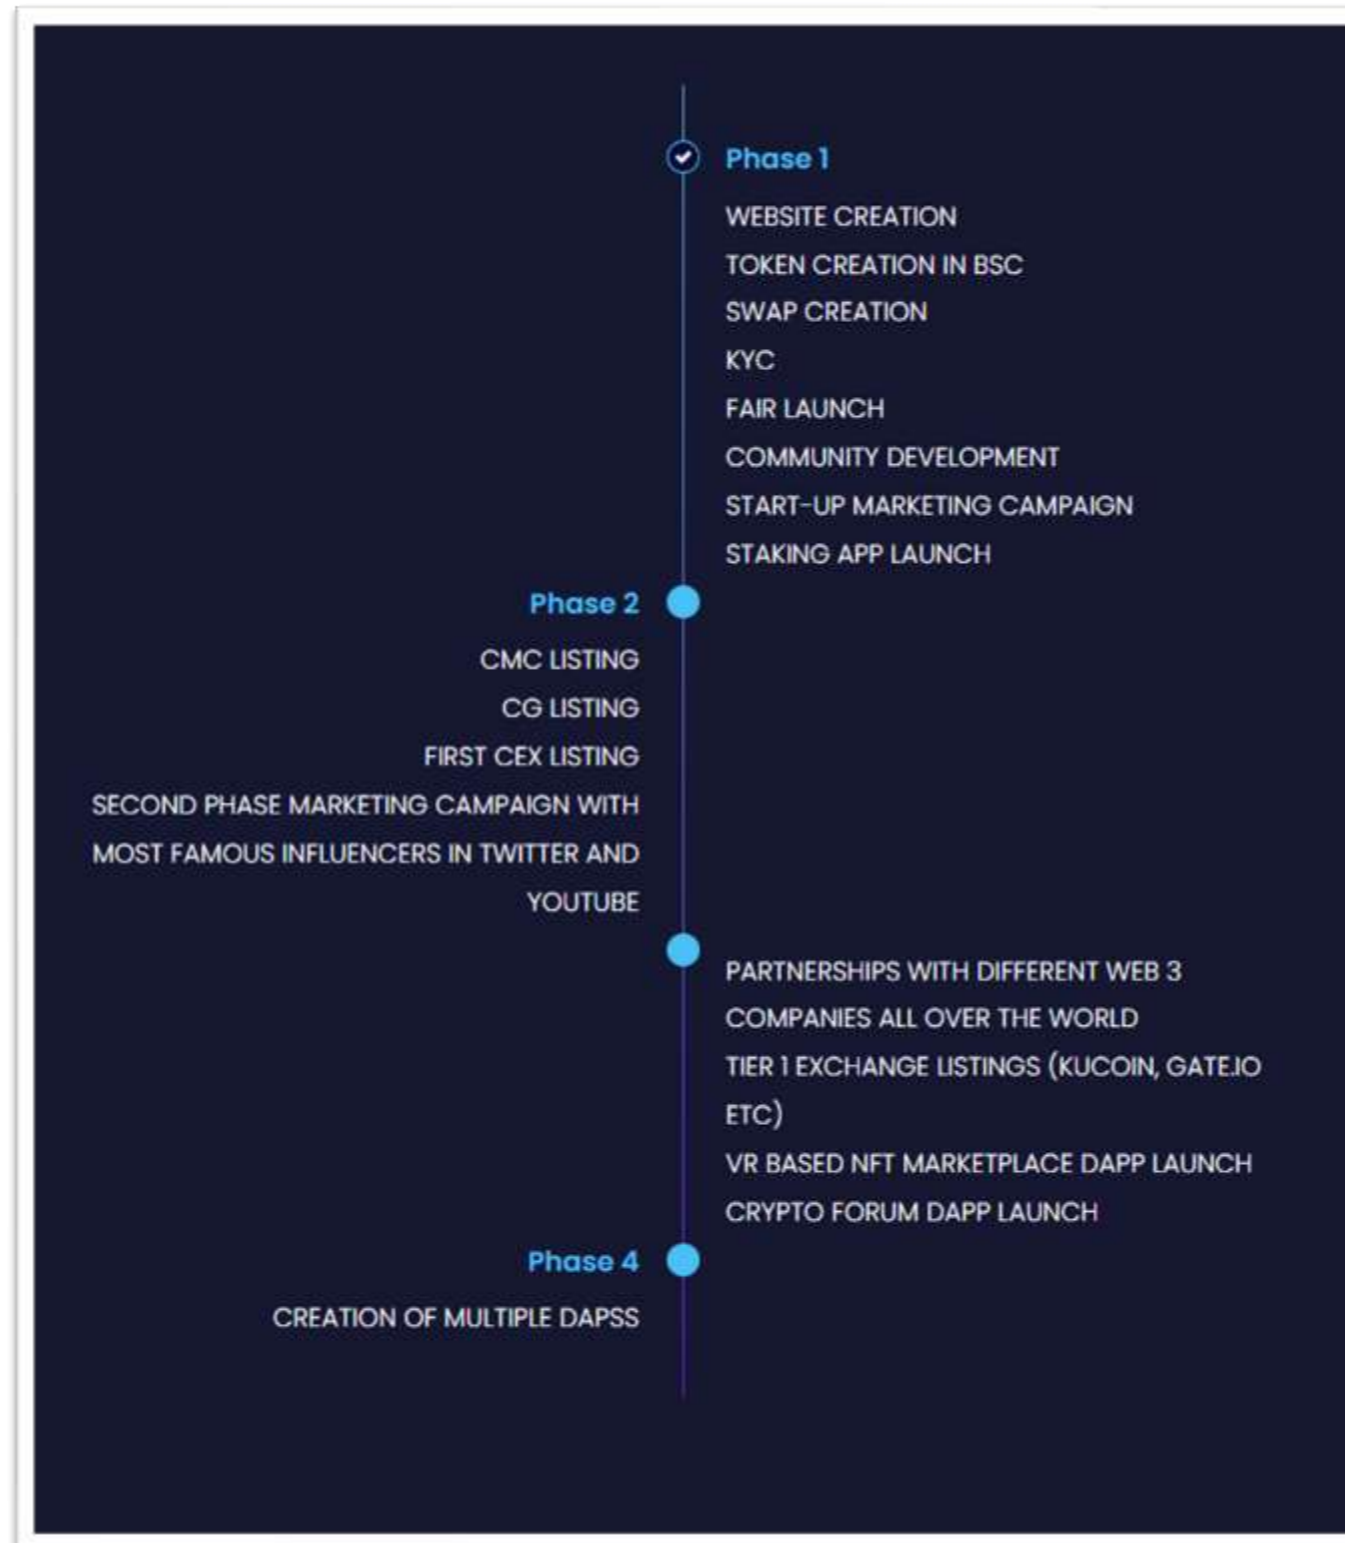 Phase 1
WEBSITE CREATION
TOKEN CREATION IN BSC
SWAP CREATION
KYC
FAIR LAUNCH
COMMUNITY DEVELOPMENT
START-UP MARKETING CAMPAIGN
STAKING APP LAUNCH
Phase 2
CMC LISTING
CG LISTING
FIRST CEX LISTING
SECOND PHASE MARKETING CAMPAIGN WITH
MOST FAMOUS INFLUENCERS IN TWITTER AND
YOUTUBE
PARTNERSHIPS WITH DIFFERENT WEB 3
COMPANIES ALL OVER THE WORLD
TIER 1 EXCHANGE LISTINGS (KUCOIN, GATE.IO
ETC)
VR BASED NFT MARKETPLACE DAPP LAUNCH
CRYPTO FORUM DAPP LAUNCH
Phase 4
CREATION OF MULTIPLE DAPSS